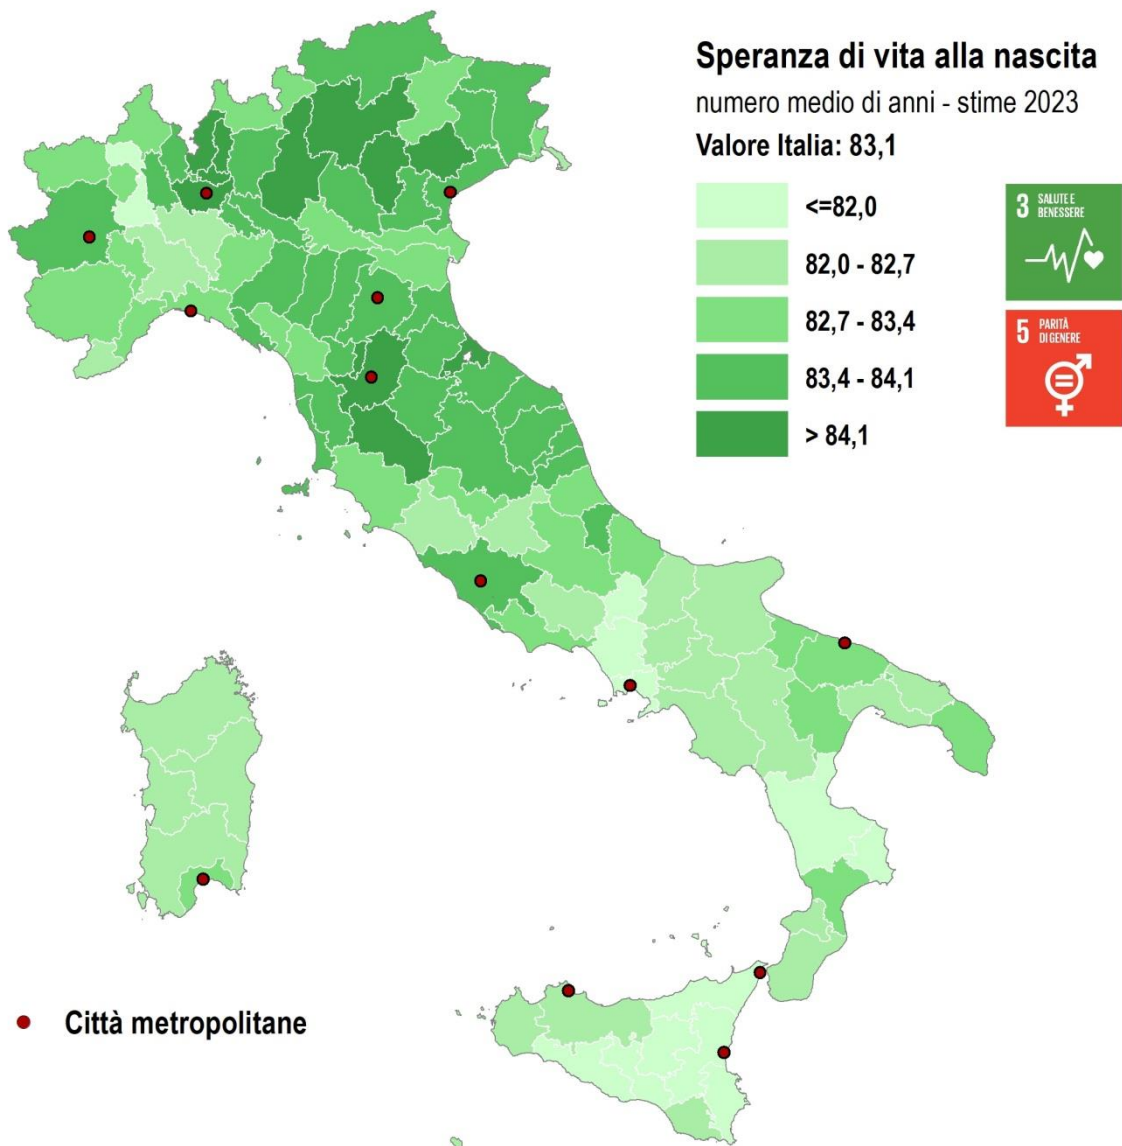 Speranza di vita alla nascita
numero medio di anni - stime 2023
Valore Italia: 83,1
<=82,0
82,0 - 82,7
82,7 - 83,4
83,4 - 84,1
> 84,1
3 SALUTE E
BENESSERE
5 PARITÀ
DI GENERE
Città metropolitane